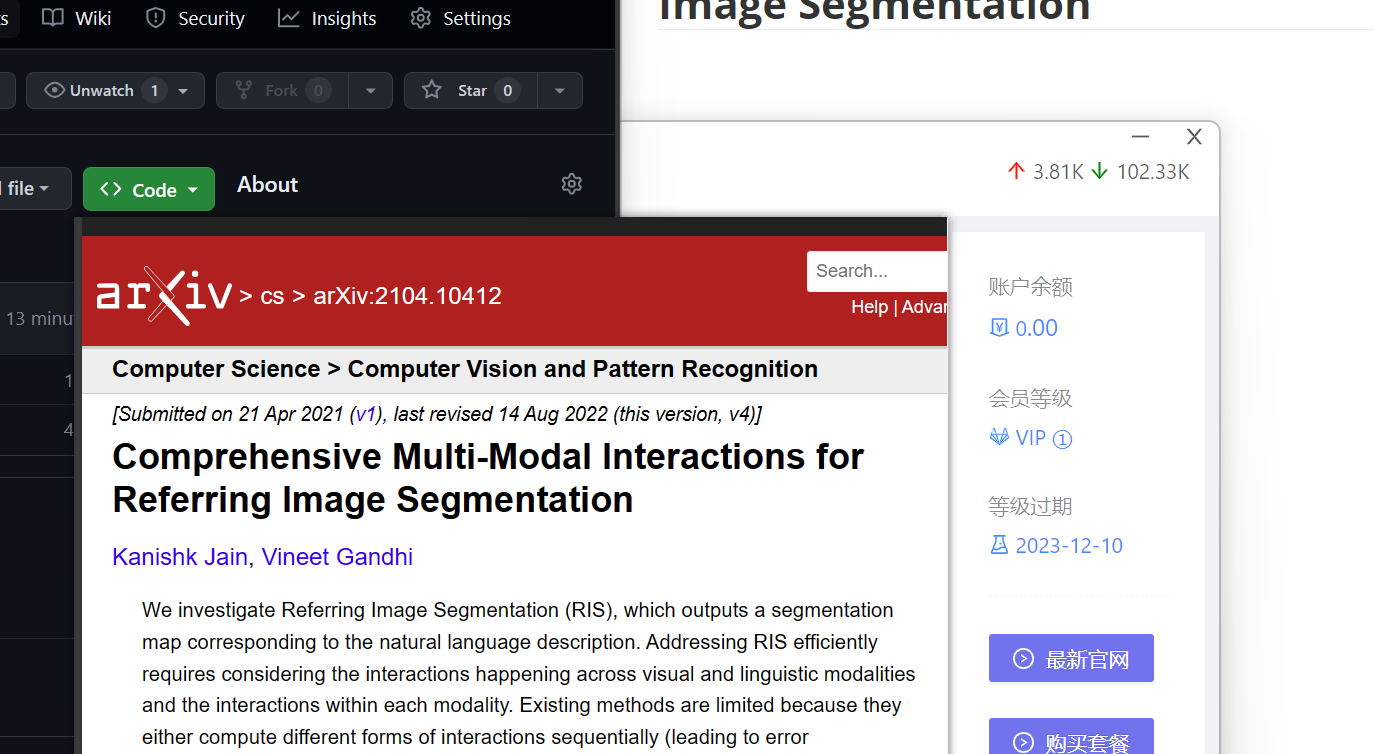 Wiki
Security
Insights
Settings
Image Segmentation
Unwatch 1
Fork 0
Star 0
file
Code
About
3.81K 102.33K
13 minu
1
4
arXiv > cs > arXiv:2104.10412
Search...
Help | Advan
Computer Science > Computer Vision and Pattern Recognition
[Submitted on 21 Apr 2021 (v1), last revised 14 Aug 2022 (this version, v4)]
Comprehensive Multi-Modal Interactions for
Referring Image Segmentation
Kanishk Jain, Vineet Gandhi
We investigate Referring Image Segmentation (RIS), which outputs a segmentation
map corresponding to the natural language description. Addressing RIS efficiently
requires considering the interactions happening across visual and linguistic modalities
and the interactions within each modality. Existing methods are limited because they
either compute different forms of interactions sequentially (leading to error
账户余额
0.00
会员等级
VIP ①
等级过期
2023-12-10
最新官网
购买套餐